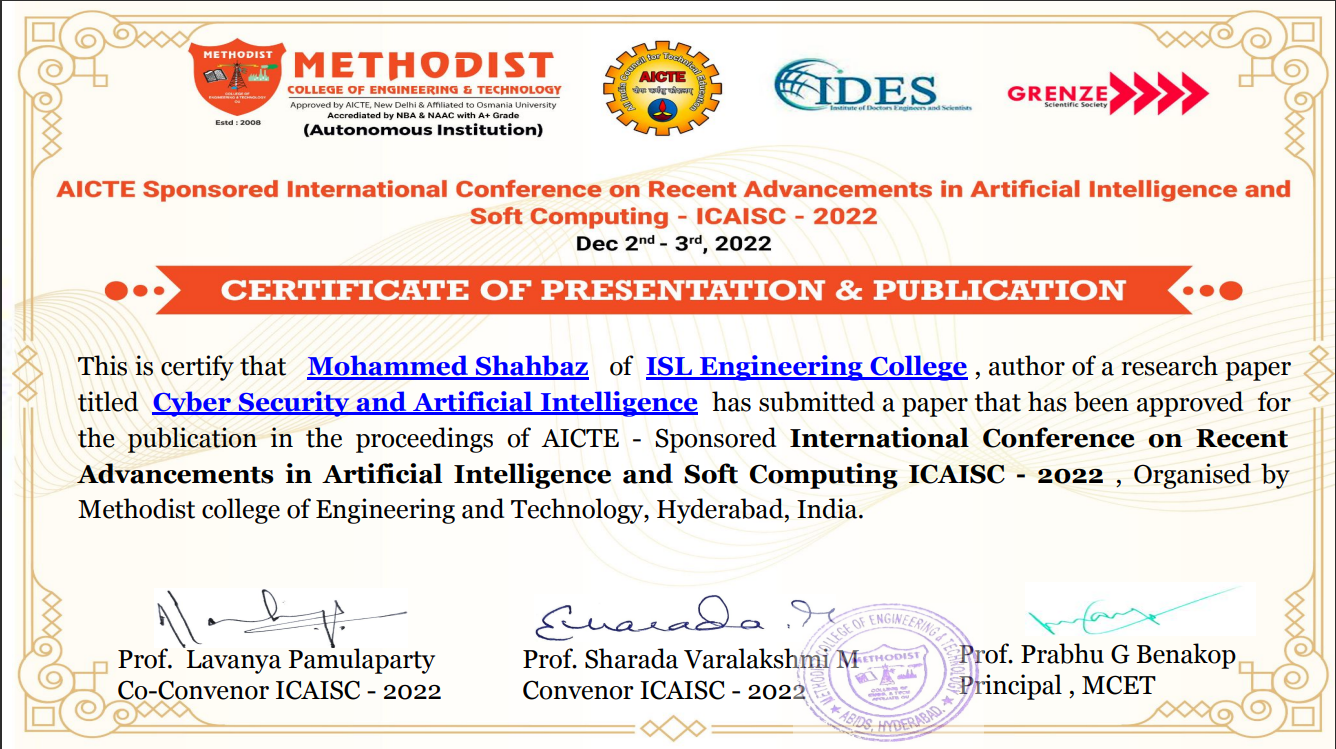 METHODIST
COLLEGE OF
ENGINEERING & TECHNOLOGY
Estd : 2008
METHODIST
COLLEGE OF ENGINEERING & TECHNOLOGY
Approved by AICTE, New Delhi & Affiliated to Osmania University
Accrediated by NBA & NAAC with A+ Grade
(Autonomous Institution)
All India Council for Technical Education
AICTE
IDES
Institute of Doctors Engineers and Scientists
GRENZE
Scientific Society
AICTE Sponsored International Conference on Recent Advancements in Artificial Intelligence and
Soft Computing - ICAISC - 2022
Dec 2nd - 3rd, 2022
CERTIFICATE OF PRESENTATION & PUBLICATION
This is certify that Mohammed Shahbaz of ISL Engineering College , author of a research paper
titled Cyber Security and Artificial Intelligence has submitted a paper that has been approved for
the publication in the proceedings of AICTE - Sponsored International Conference on Recent
Advancements in Artificial Intelligence and Soft Computing ICAISC - 2022 , Organised by
Methodist college of Engineering and Technology, Hyderabad, India.
Prof. Lavanya Pamulaparty
Co-Convenor ICAISC - 2022
Prof. Sharada Varalakshmi M
Convenor ICAISC - 2022
METHODIST COLLEGE OF ENGINEERING & TECHNOLOGY
METHODIST
ABIDS, HYDERABAD.
Prof. Prabhu G Benakop
Principal , MCET